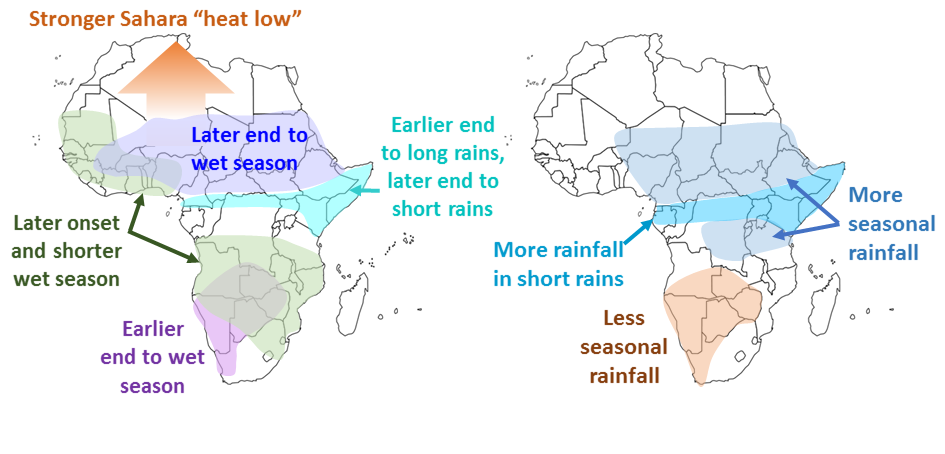 Stronger Sahara “heat low”
Later end to
wet season
Earlier end
to long rains,
later end to
short rains
Later onset
and shorter
wet season
Earlier
end to wet
season
More
seasonal
rainfall
More rainfall
in short rains
Less
seasonal
rainfall